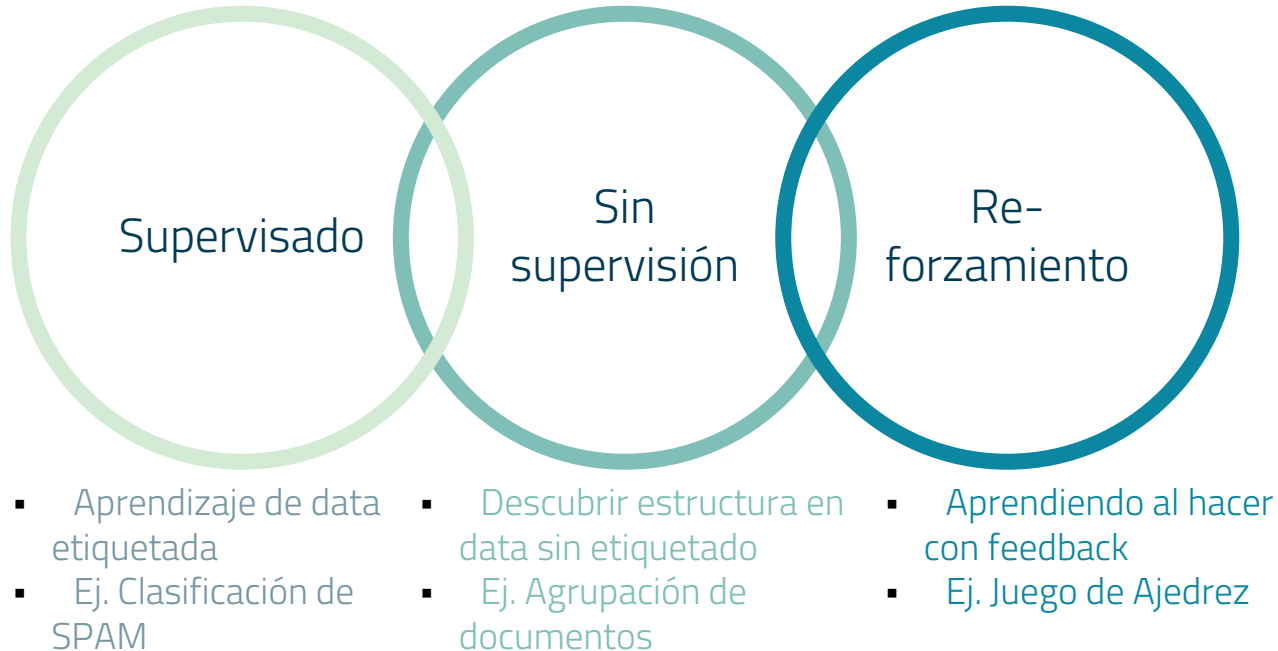 Supervisado
Sin
supervisión
Re-
forzamiento
▪ Aprendizaje de data
etiquetada
▪ Ej. Clasificación de
SPAM
▪ Descubrir estructura en
data sin etiquetado
▪ Ej. Agrupación de
documentos
▪ Aprendiendo al hacer
con feedback
▪ Ej. Juego de Ajedrez